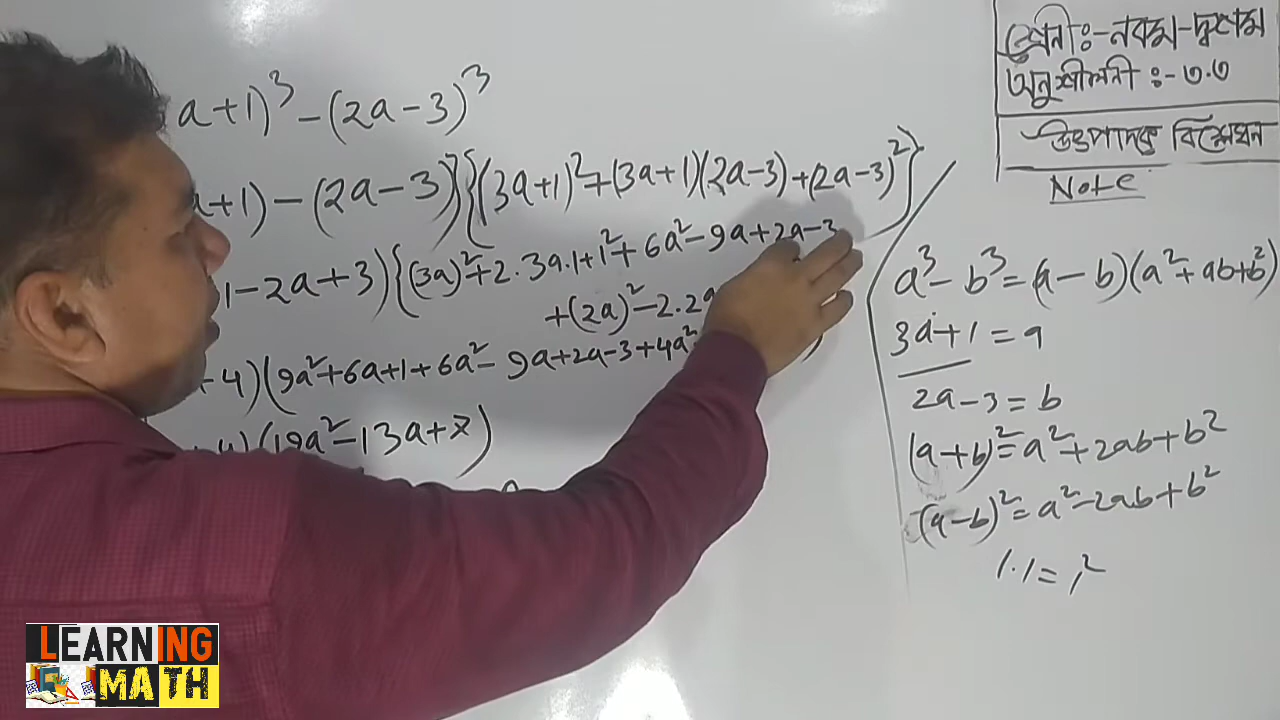 a+1)³-(2a-3)³
a+1)-(2a-3)}{(3a+1)²+(3a+1)(2a-3)+(2a-3)²}
1-2a+3){(3a)²+2.3a.1+1²+6a²-9a+2a-3
+(2a)²-2.2a
+4)(9a²+6a+1+6a²-9a+2a-3+4a²
+4)(19a²-13a+7)
শ্রেনী:-নবম-দশম
অনুশীলনী:-৩.৩
উৎপাদক বিশ্লেষন
Note
a³-b³=(a-b)(a²+ab+b²)
3a+1=a
2a-3=b
(a+b)²=a²+2ab+b²
(a-b)²=a²-2ab+b²
1.1=1²
LEARNING
MATH